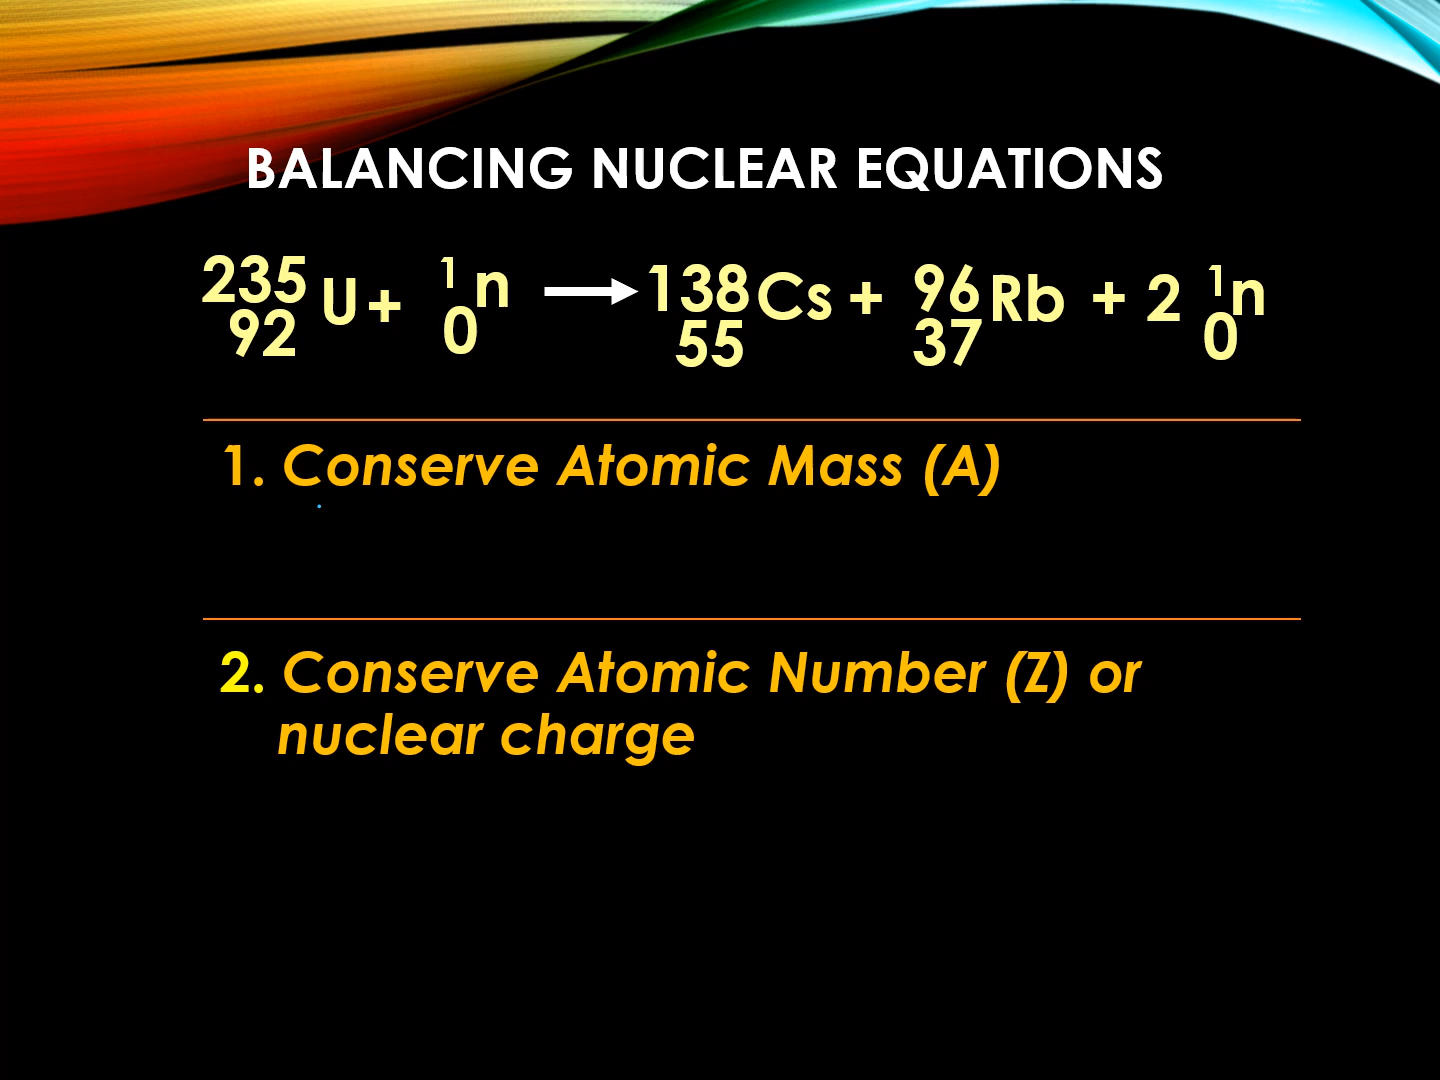 BALANCING NUCLEAR EQUATIONS
235 U + 1 n → 138 Cs + 96 Rb + 2 1 n
92 0 55 37 0
1. Conserve Atomic Mass (A)
2. Conserve Atomic Number (Z) or
nuclear charge